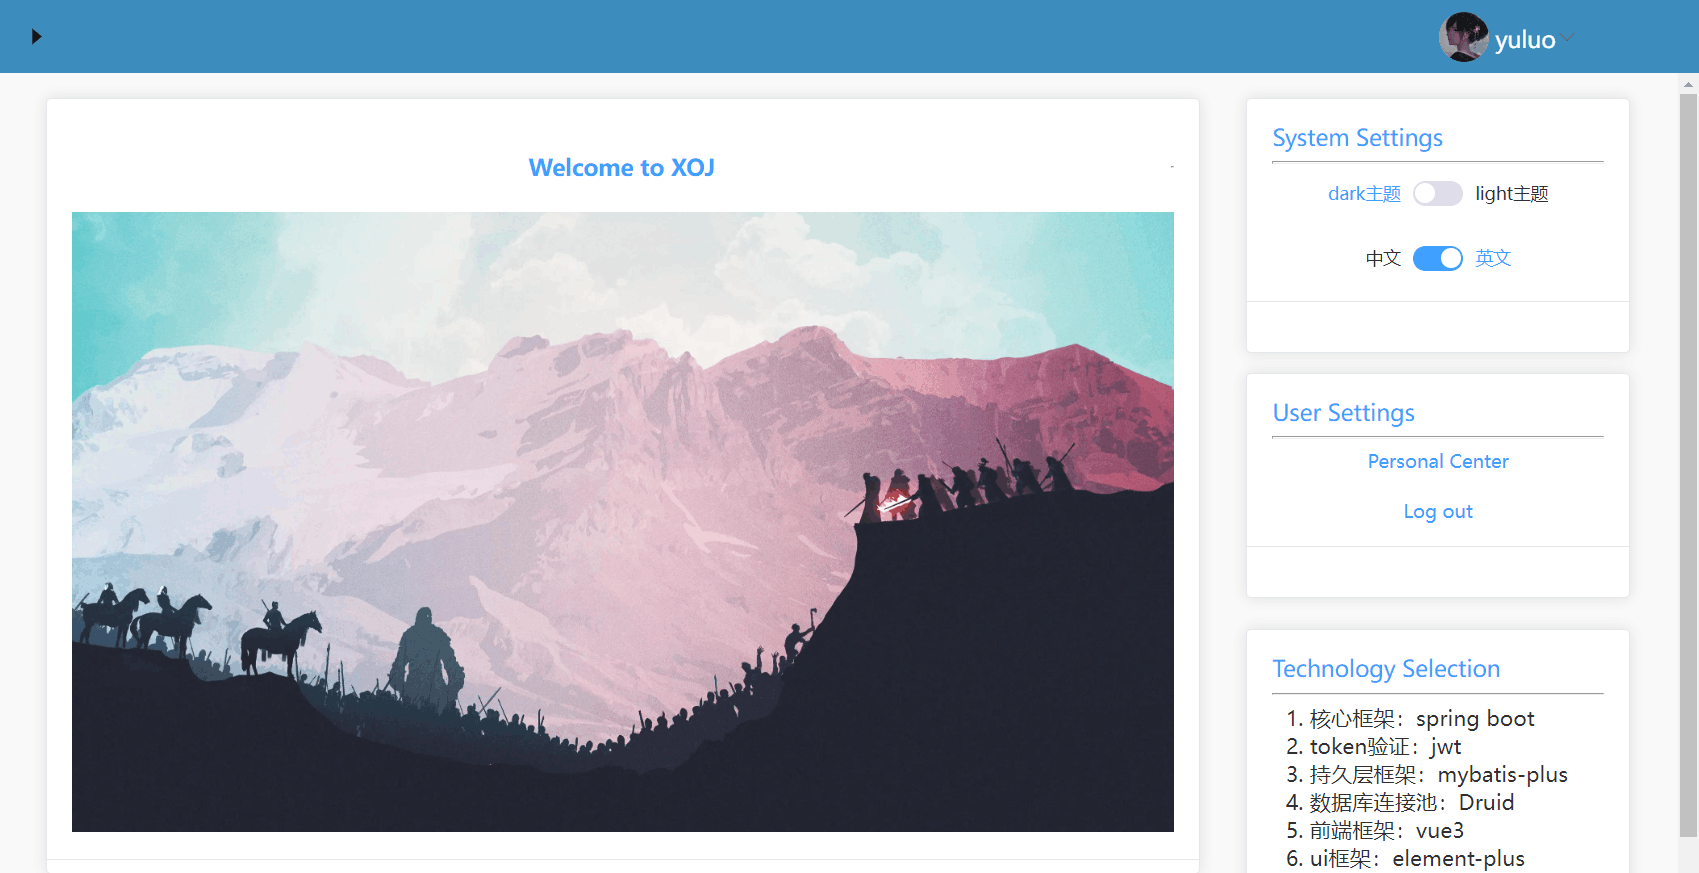 yuluo
Welcome to XOJ
System Settings
dark主题 light主题
中文 英文
User Settings
Personal Center
Log out
Technology Selection
1. 核心框架：spring boot
2. token验证：jwt
3. 持久层框架：mybatis-plus
4. 数据库连接池：Druid
5. 前端框架：vue3
6. ui框架：element-plus